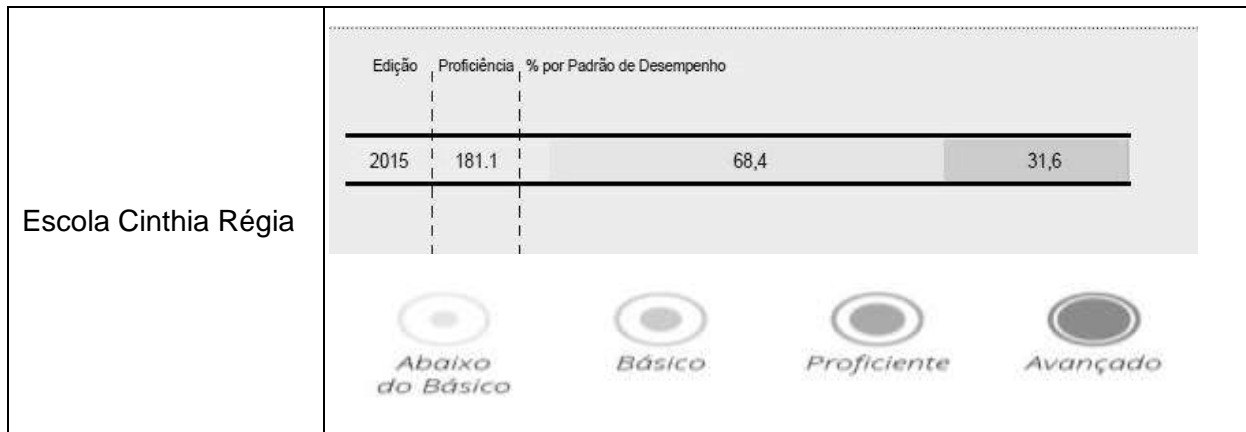 Escola Cinthia Régia
Edição Proficiência % por Padrão de Desempenho
2015 181.1 68,4 31,6
Abaixo do Básico
Básico
Proficiente
Avançado